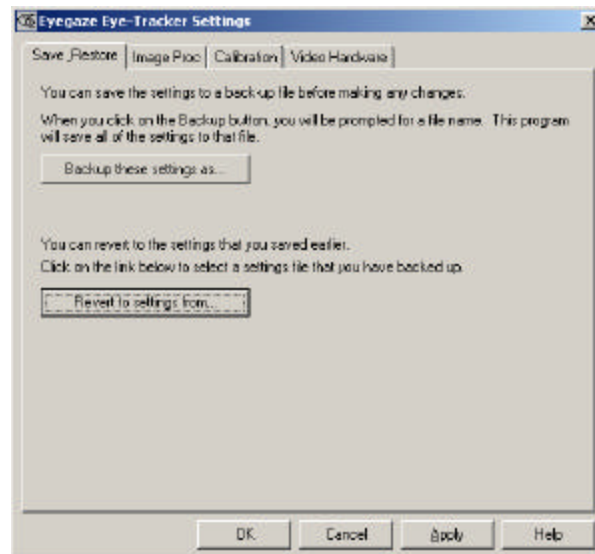 Eyegaze Eye-Tracker Settings
Save /Restore Image Proc Calibration Video Hardware
You can save the settings to a back-up file before making any changes.
When you click on the Backup button, you will be prompted for a file name. This program
will save all of the settings to that file.
Backup these settings as...
You can revert to the settings that you saved earlier.
Click on the link below to select a settings file that you have backed up.
Revert to settings from...
OK Cancel Apply Help